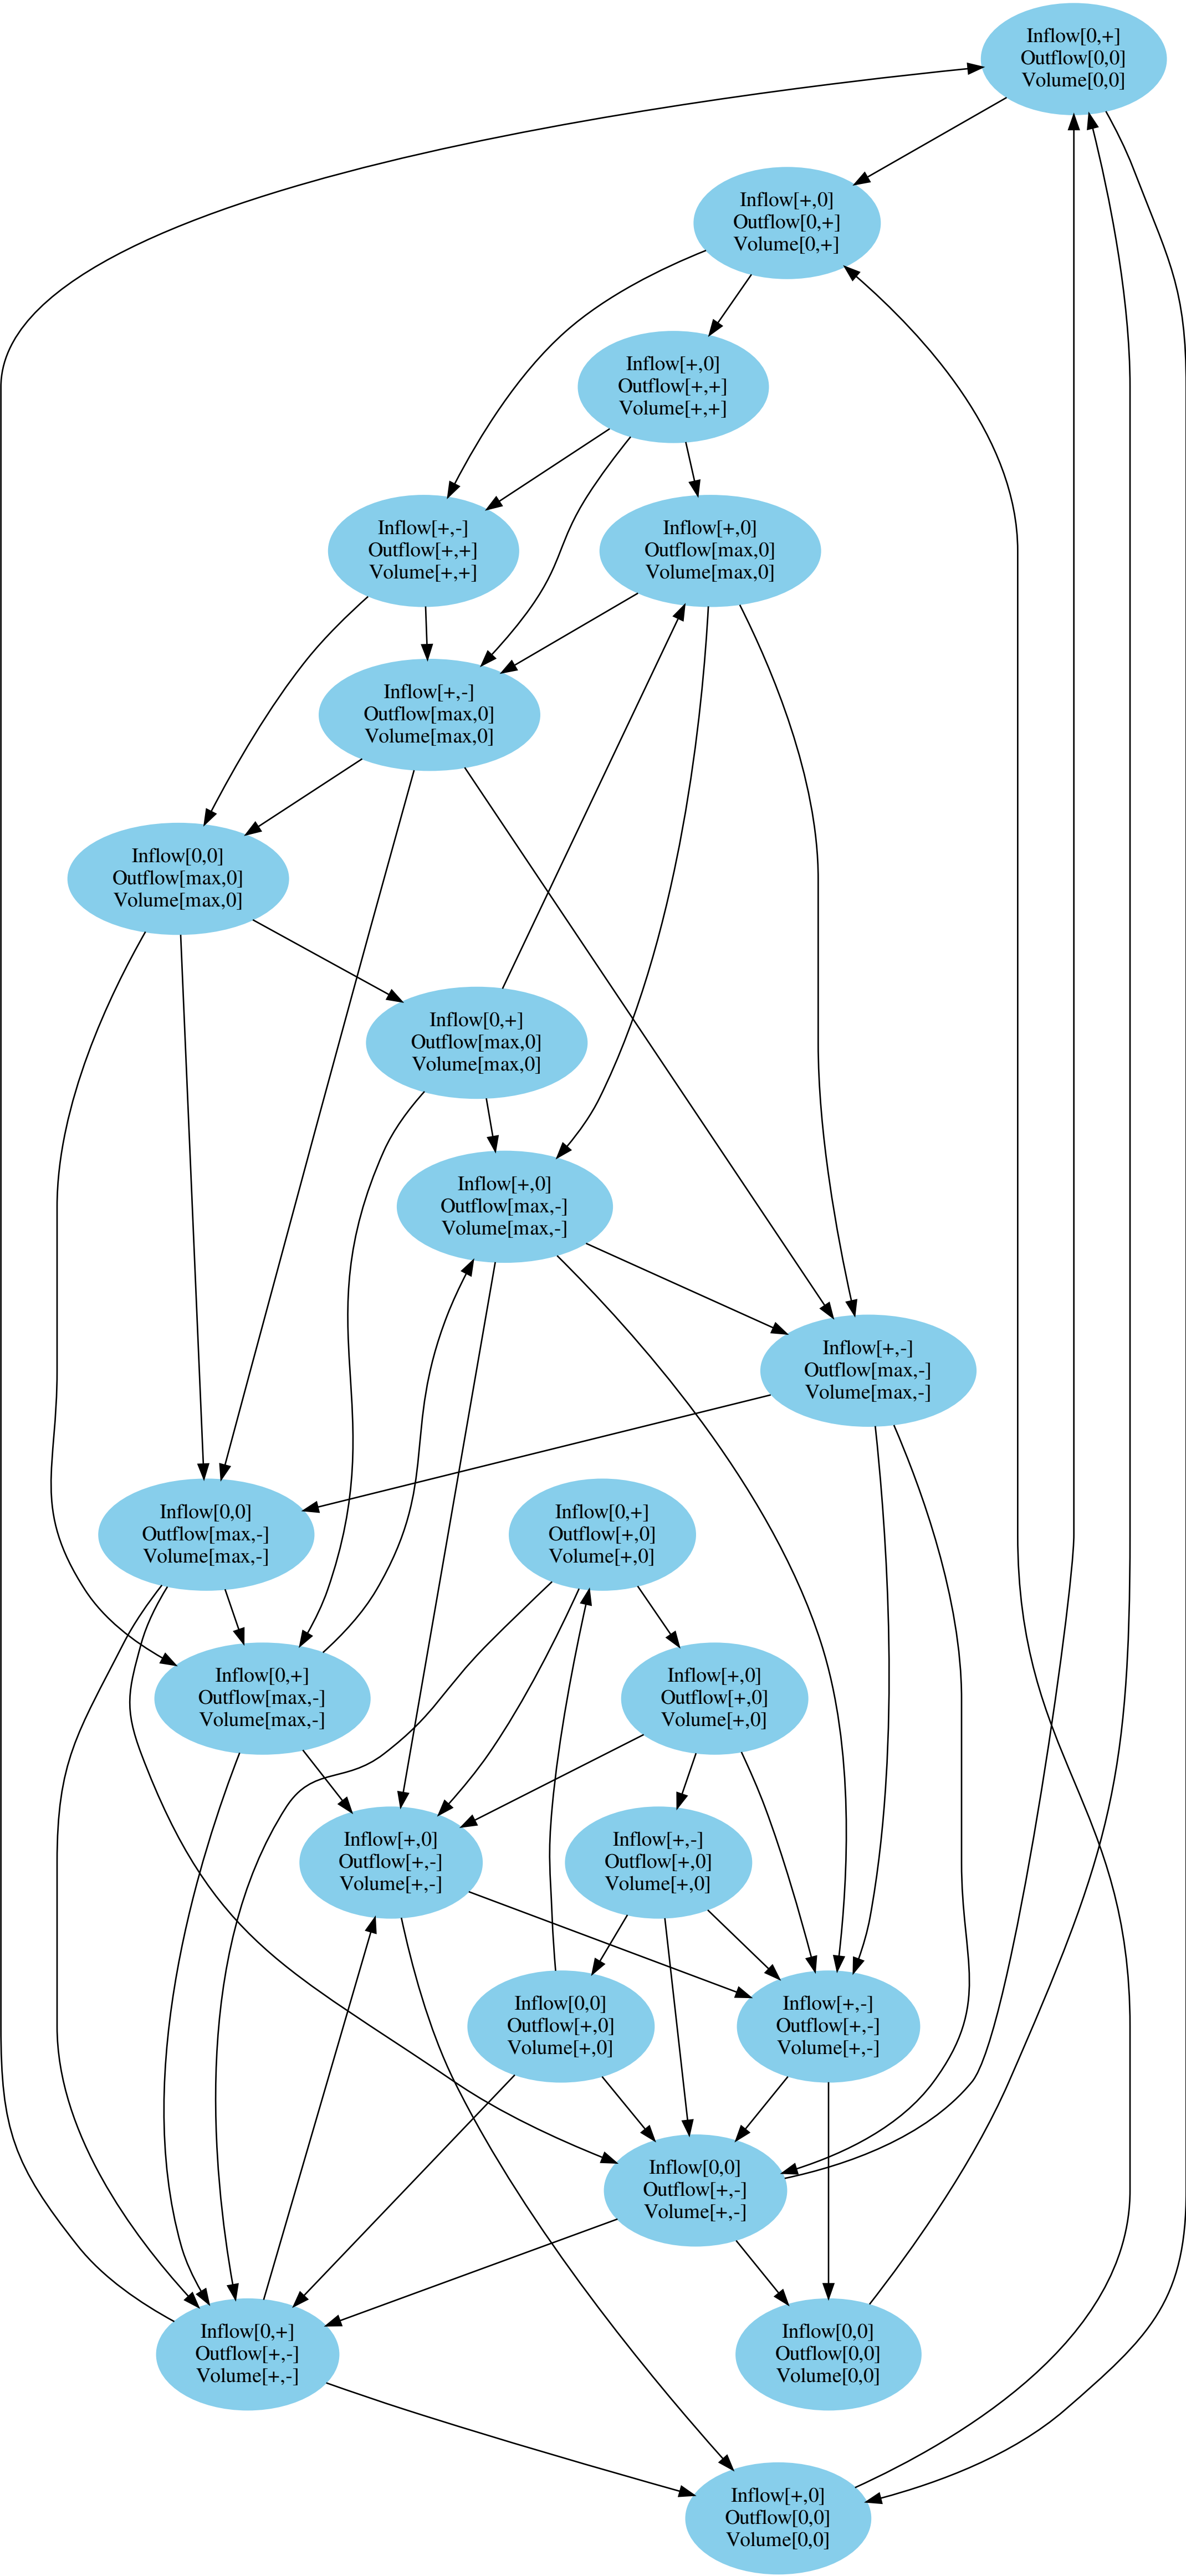 Inflow[0,+]
Outflow[0,0]
Volume[0,0]
Inflow[+,0]
Outflow[0,+]
Volume[0,+]
Inflow[+,0]
Outflow[+,+]
Volume[+,+]
Inflow[+,-]
Outflow[+,+]
Volume[+,+]
Inflow[+,0]
Outflow[max,0]
Volume[max,0]
Inflow[+,-]
Outflow[max,0]
Volume[max,0]
Inflow[0,0]
Outflow[max,0]
Volume[max,0]
Inflow[0,+]
Outflow[max,0]
Volume[max,0]
Inflow[+,0]
Outflow[max,-]
Volume[max,-]
Inflow[+,-]
Outflow[max,-]
Volume[max,-]
Inflow[0,0]
Outflow[max,-]
Volume[max,-]
Inflow[0,+]
Outflow[+,0]
Volume[+,0]
Inflow[0,+]
Outflow[max,-]
Volume[max,-]
Inflow[+,0]
Outflow[+,0]
Volume[+,0]
Inflow[+,0]
Outflow[+,-]
Volume[+,-]
Inflow[+,-]
Outflow[+,0]
Volume[+,0]
Inflow[0,0]
Outflow[+,0]
Volume[+,0]
Inflow[+,-]
Outflow[+,-]
Volume[+,-]
Inflow[0,0]
Outflow[+,-]
Volume[+,-]
Inflow[0,+]
Outflow[+,-]
Volume[+,-]
Inflow[0,0]
Outflow[0,0]
Volume[0,0]
Inflow[+,0]
Outflow[0,0]
Volume[0,0]